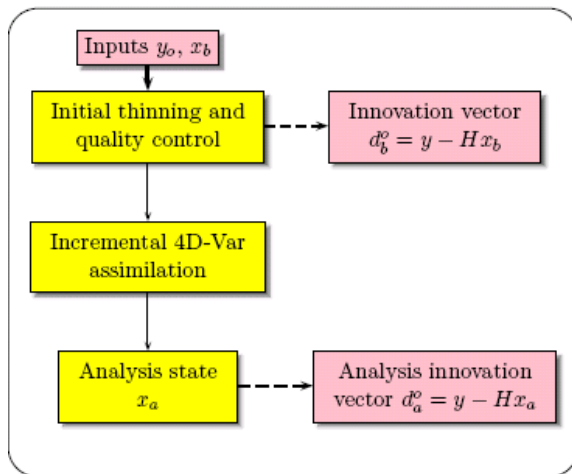 Inputs $y_o$, $x_b$
Initial thinning and
quality control
Innovation vector
$d_b^o = y - Hx_b$
Incremental 4D-Var
assimilation
Analysis state
$x_a$
Analysis innovation
vector $d_a^o = y - Hx_a$